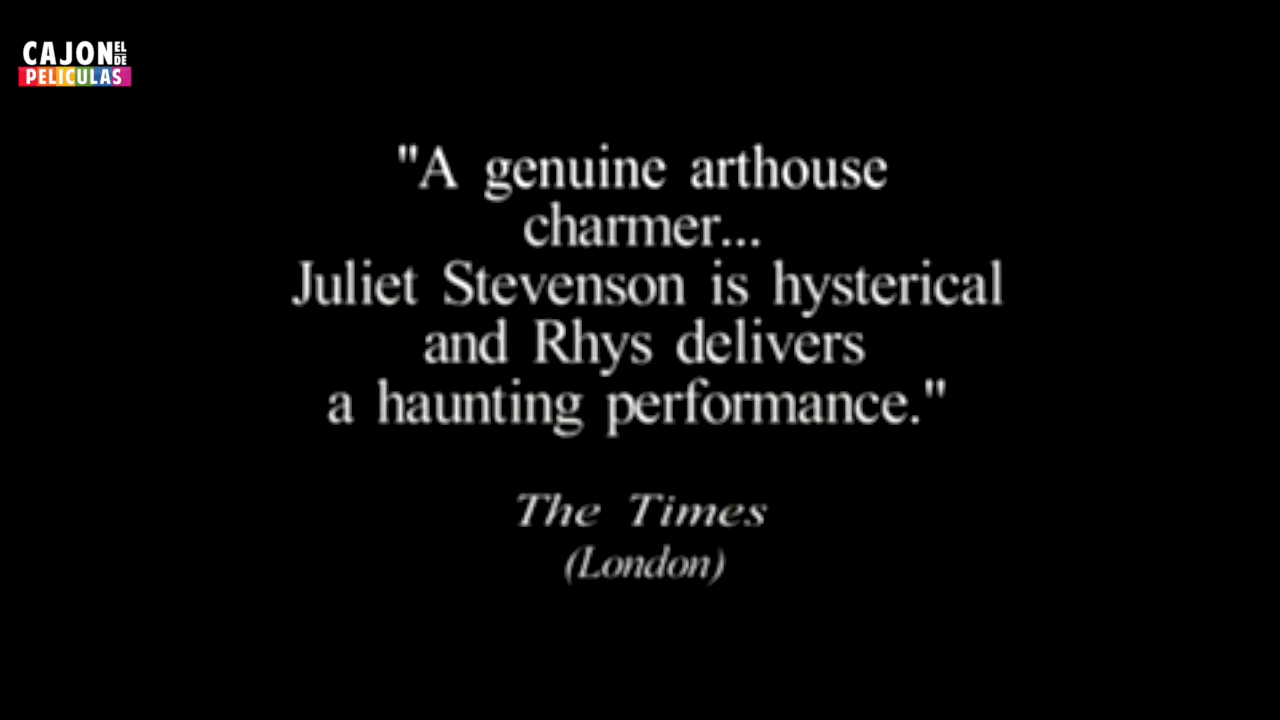 CAJON EL DE
PELICULAS
"A genuine arthouse
charmer...
Juliet Stevenson is hysterical
and Rhys delivers
a haunting performance."
The Times
(London)